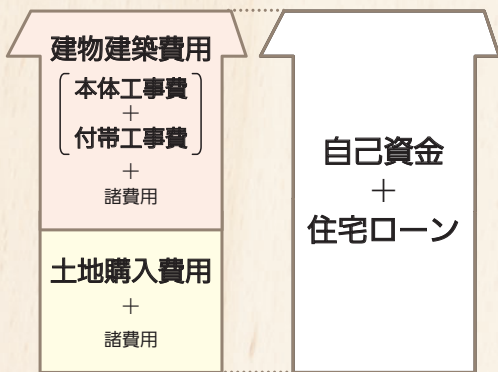 建物建築費用
本体工事費
+
付帯工事費
+
諸費用
土地購入費用
+
諸費用
自己資金
+
住宅ローン